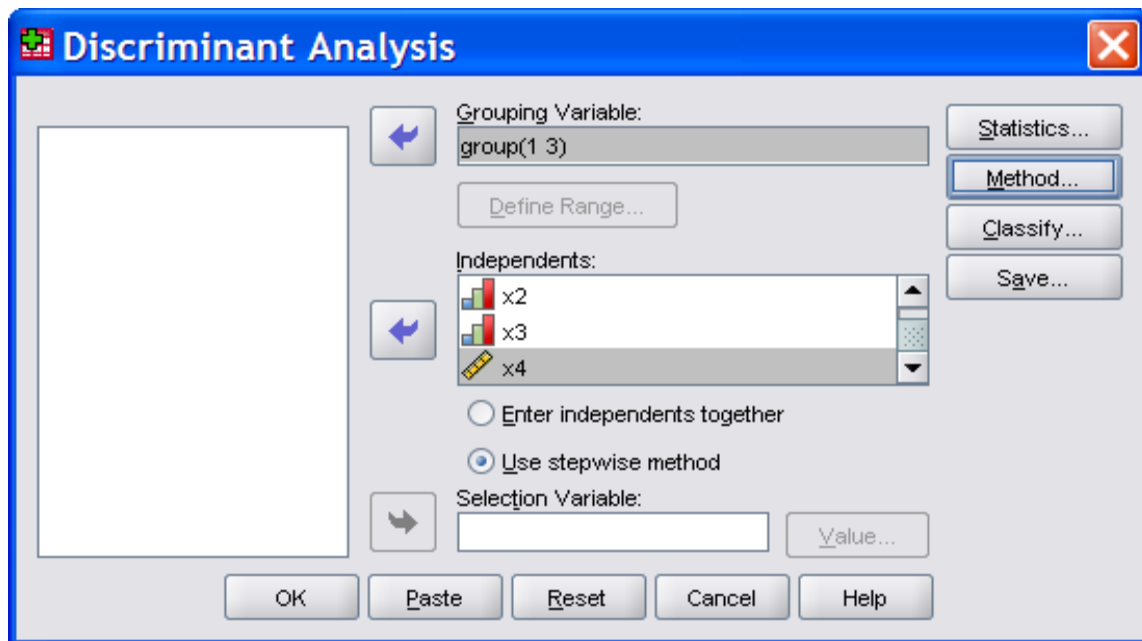 Discriminant Analysis
Grouping Variable:
group(1 3)
Define Range...
Independents:
x2
x3
x4
Enter independents together
Use stepwise method
Selection Variable:
Value...
Statistics...
Method...
Classify...
Save...
OK
Paste
Reset
Cancel
Help